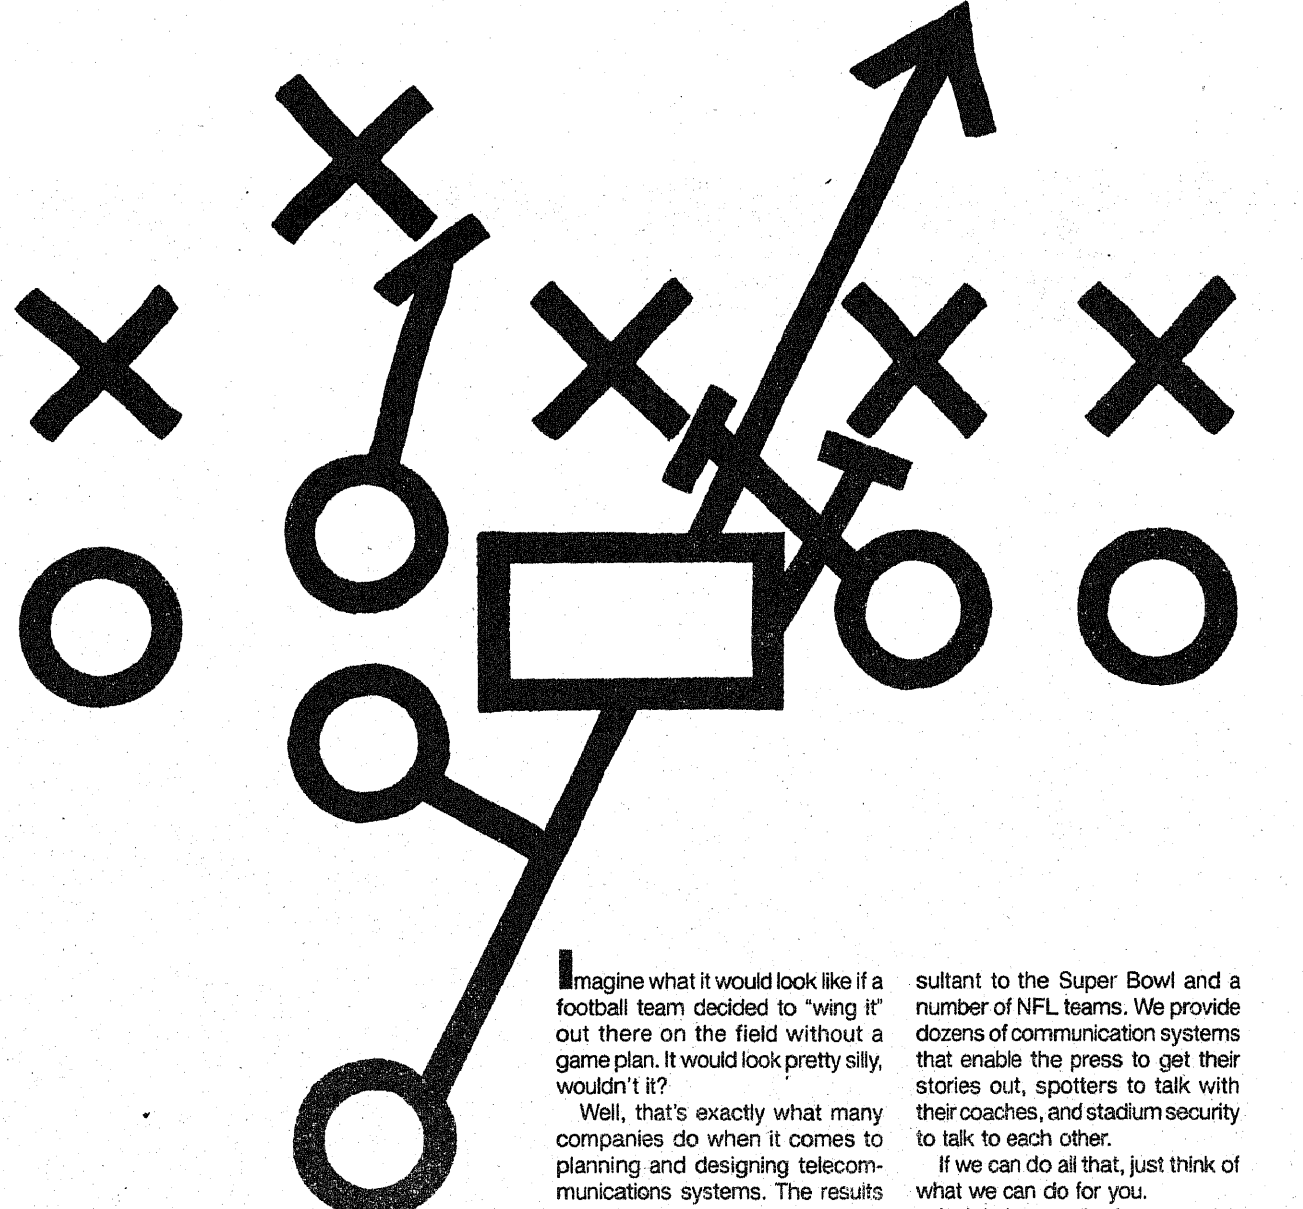 Imagine what it would look like if a
football team decided to "wing it"
out there on the field without a
game plan. It would look pretty silly,
wouldn't it?
Well, that's exactly what many
companies do when it comes to
planning and designing telecom-
munications systems. The results
sultant to the Super Bowl and a
number of NFL teams. We provide
dozens of communication systems
that enable the press to get their
stories out, spotters to talk with
their coaches, and stadium security
to talk to each other.
If we can do all that, just think of
what we can do for you.